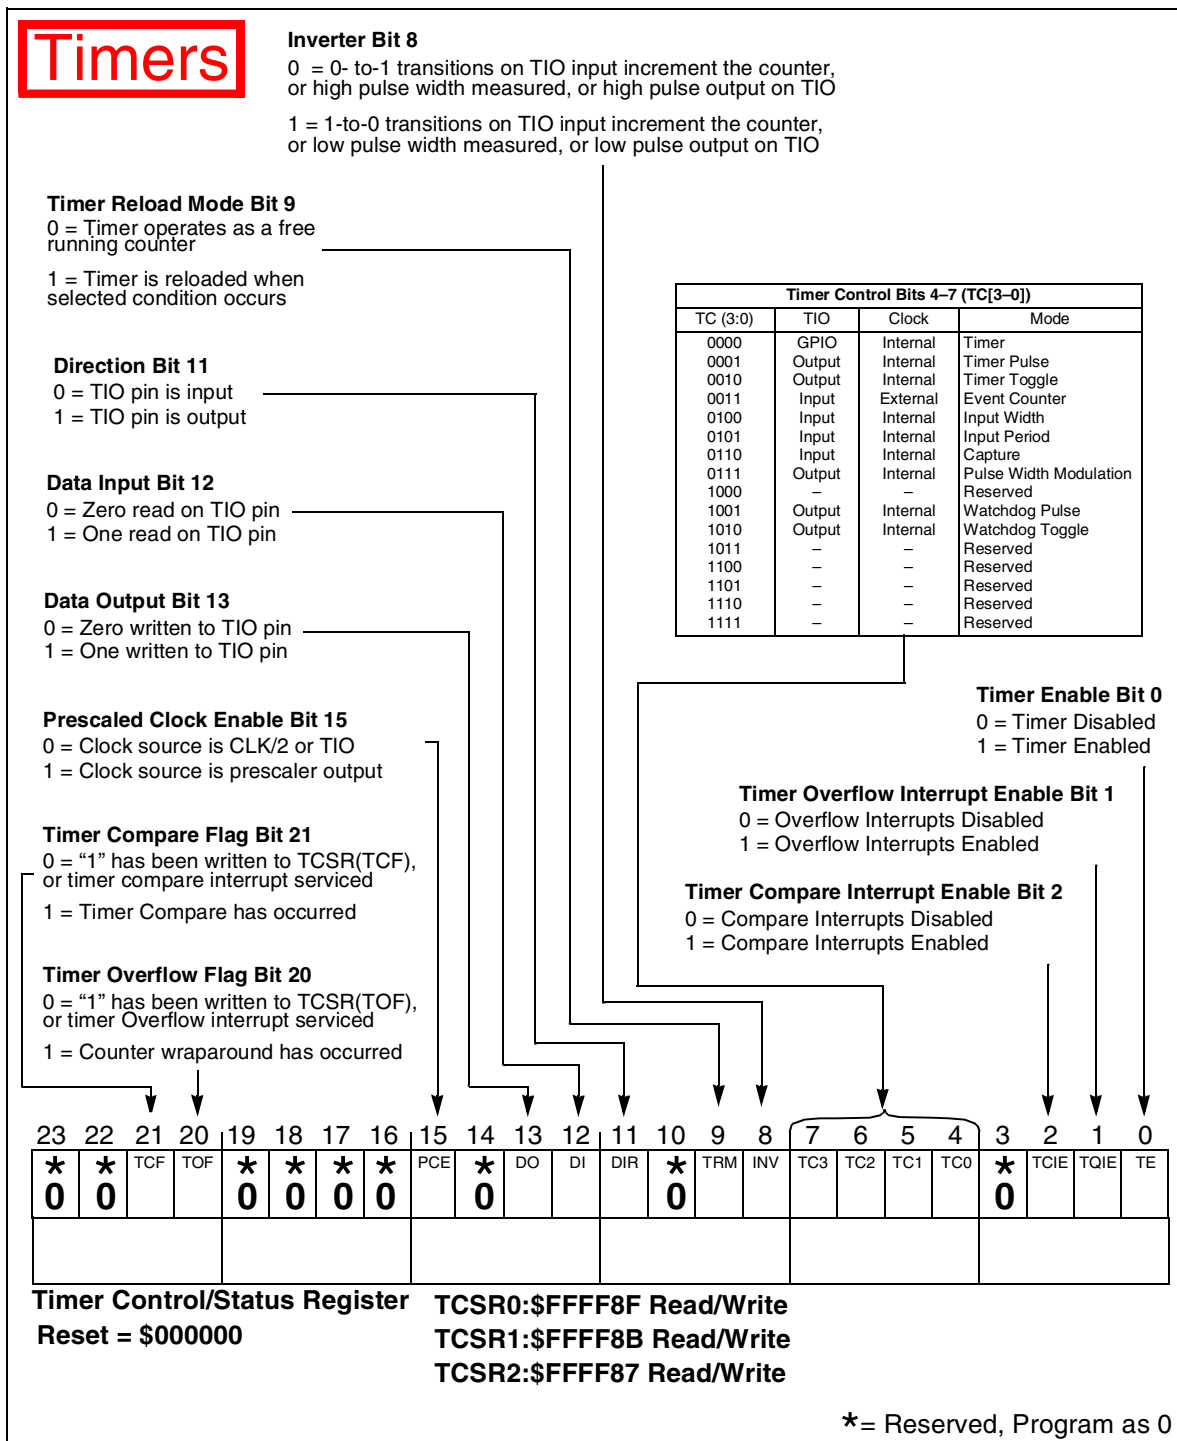 Timers
Inverter Bit 8
0 = 0- to-1 transitions on TIO input increment the counter,
or high pulse width measured, or high pulse output on TIO
1 = 1-to-0 transitions on TIO input increment the counter,
or low pulse width measured, or low pulse output on TIO
Timer Reload Mode Bit 9
0 = Timer operates as a free
running counter
1 = Timer is reloaded when
selected condition occurs
Direction Bit 11
0 = TIO pin is input
1 = TIO pin is output
Data Input Bit 12
0 = Zero read on TIO pin
1 = One read on TIO pin
Data Output Bit 13
0 = Zero written to TIO pin
1 = One written to TIO pin
Prescaled Clock Enable Bit 15
0 = Clock source is CLK/2 or TIO
1 = Clock source is prescaler output
Timer Compare Flag Bit 21
0 = “1” has been written to TCSR(TCF),
or timer compare interrupt serviced
1 = Timer Compare has occurred
Timer Overflow Flag Bit 20
0 = “1” has been written to TCSR(TOF),
or timer Overflow interrupt serviced
1 = Counter wraparound has occurred
Timer Control Bits 4–7 (TC[3–0])
TC (3:0) TIO Clock Mode
0000 GPIO Internal Timer
0001 Output Internal Timer Pulse
0010 Output Internal Timer Toggle
0011 Input External Event Counter
0100 Input Internal Input Width
0101 Input Internal Input Period
0110 Input Internal Capture
0111 Output Internal Pulse Width Modulation
1000 – – Reserved
1001 Output Internal Watchdog Pulse
1010 Output Internal Watchdog Toggle
1011 – – Reserved
1100 – – Reserved
1101 – – Reserved
1110 – – Reserved
1111 – – Reserved
Timer Enable Bit 0
0 = Timer Disabled
1 = Timer Enabled
Timer Overflow Interrupt Enable Bit 1
0 = Overflow Interrupts Disabled
1 = Overflow Interrupts Enabled
Timer Compare Interrupt Enable Bit 2
0 = Compare Interrupts Disabled
1 = Compare Interrupts Enabled
23 22 21 20 19 18 17 16 15 14 13 12 11 10 9 8 7 6 5 4 3 2 1 0
* * TCF TOF * * * * PCE * DO DI DIR * TRM INV TC3 TC2 TC1 TC0 * TCIE TQIE TE
0 0 0 0 0 0 0 0 0
Timer Control/Status Register
Reset = $000000
TCSR0:$FFFF8F Read/Write
TCSR1:$FFFF8B Read/Write
TCSR2:$FFFF87 Read/Write
*= Reserved, Program as 0